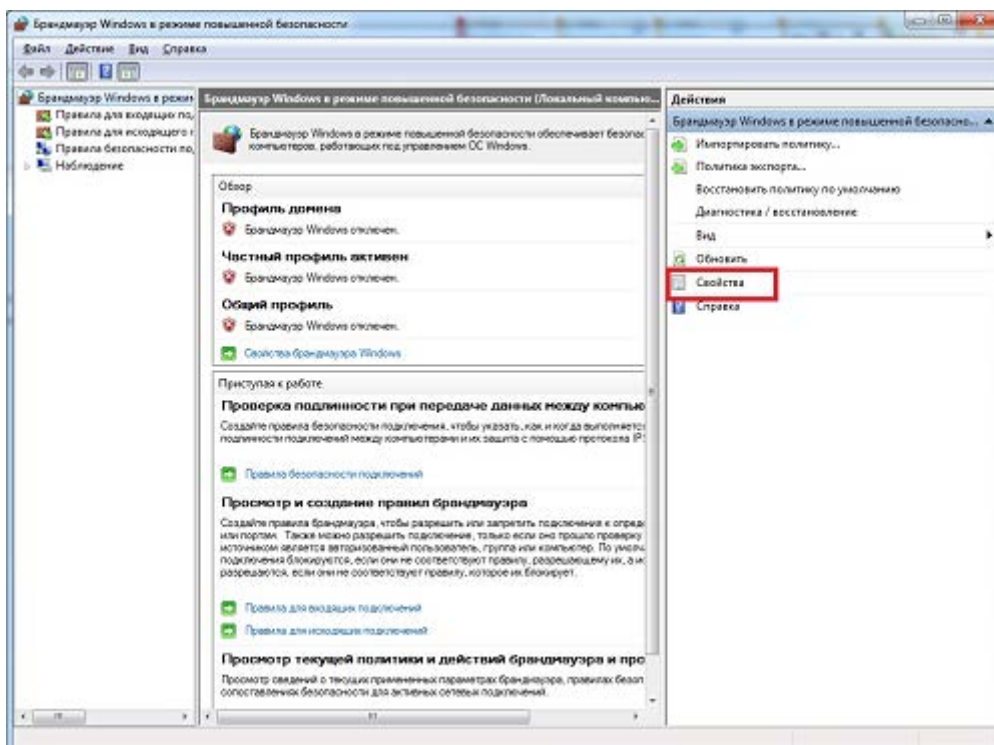 Брандмауэр Windows в режиме повышенной безопасности
Файл Действие Вид Справка
Брандмауэр Windows в режим
Правила для входящих по,
Правила для исходящего г
Правила безопасности по,
Наблюдение
Брандмауэр Windows в режиме повышенной безопасности (Локальный компью...
Брандмауэр Windows в режиме повышенной безопасности обеспечивает безопас
компьютеров, работающих под управлением ОС Windows.
Обзор
Профиль домена
Брандмауэр Windows отключен.
Частный профиль активен
Брандмауэр Windows отключен.
Общий профиль
Брандмауэр Windows отключен.
Свойства брандмауэра Windows
Приступая к работе
Проверка подлинности при передаче данных между компью
Создайте правила безопасности подключения, чтобы указать, как и когда выполняетс
подлинности подключений между компьютерами и их защита с помощью протокола IP
Правила безопасности подключений
Просмотр и создание правил брандмауэра
Создайте правила брандмауэра, чтобы разрешить или запретить подключения к опреде
или портам. Также можно разрешить подключение, только если оно прошло проверку
источником является авторизованный пользователь, группа или компьютер. По умолч
подключения блокируются, если они не соответствуют правилу, разрешающему их, а ис
разрешаются, если они не соответствуют правилу, которое их блокирует.
Правила для входящих подключений
Правила для исходящих подключений
Просмотр текущей политики и действий брандмауэра и про
Просмотр сведений о текущих примененных параметрах брандмауэра, правилах безоп
сопоставлениях безопасности для активных сетевых подключений.
Действия
Брандмауэр Windows в режиме повышенной безопасно...
Импортировать политику...
Политика экспорта...
Восстановить политику по умолчанию
Диагностика / восстановление
Вид
Обновить
Свойства
Справка